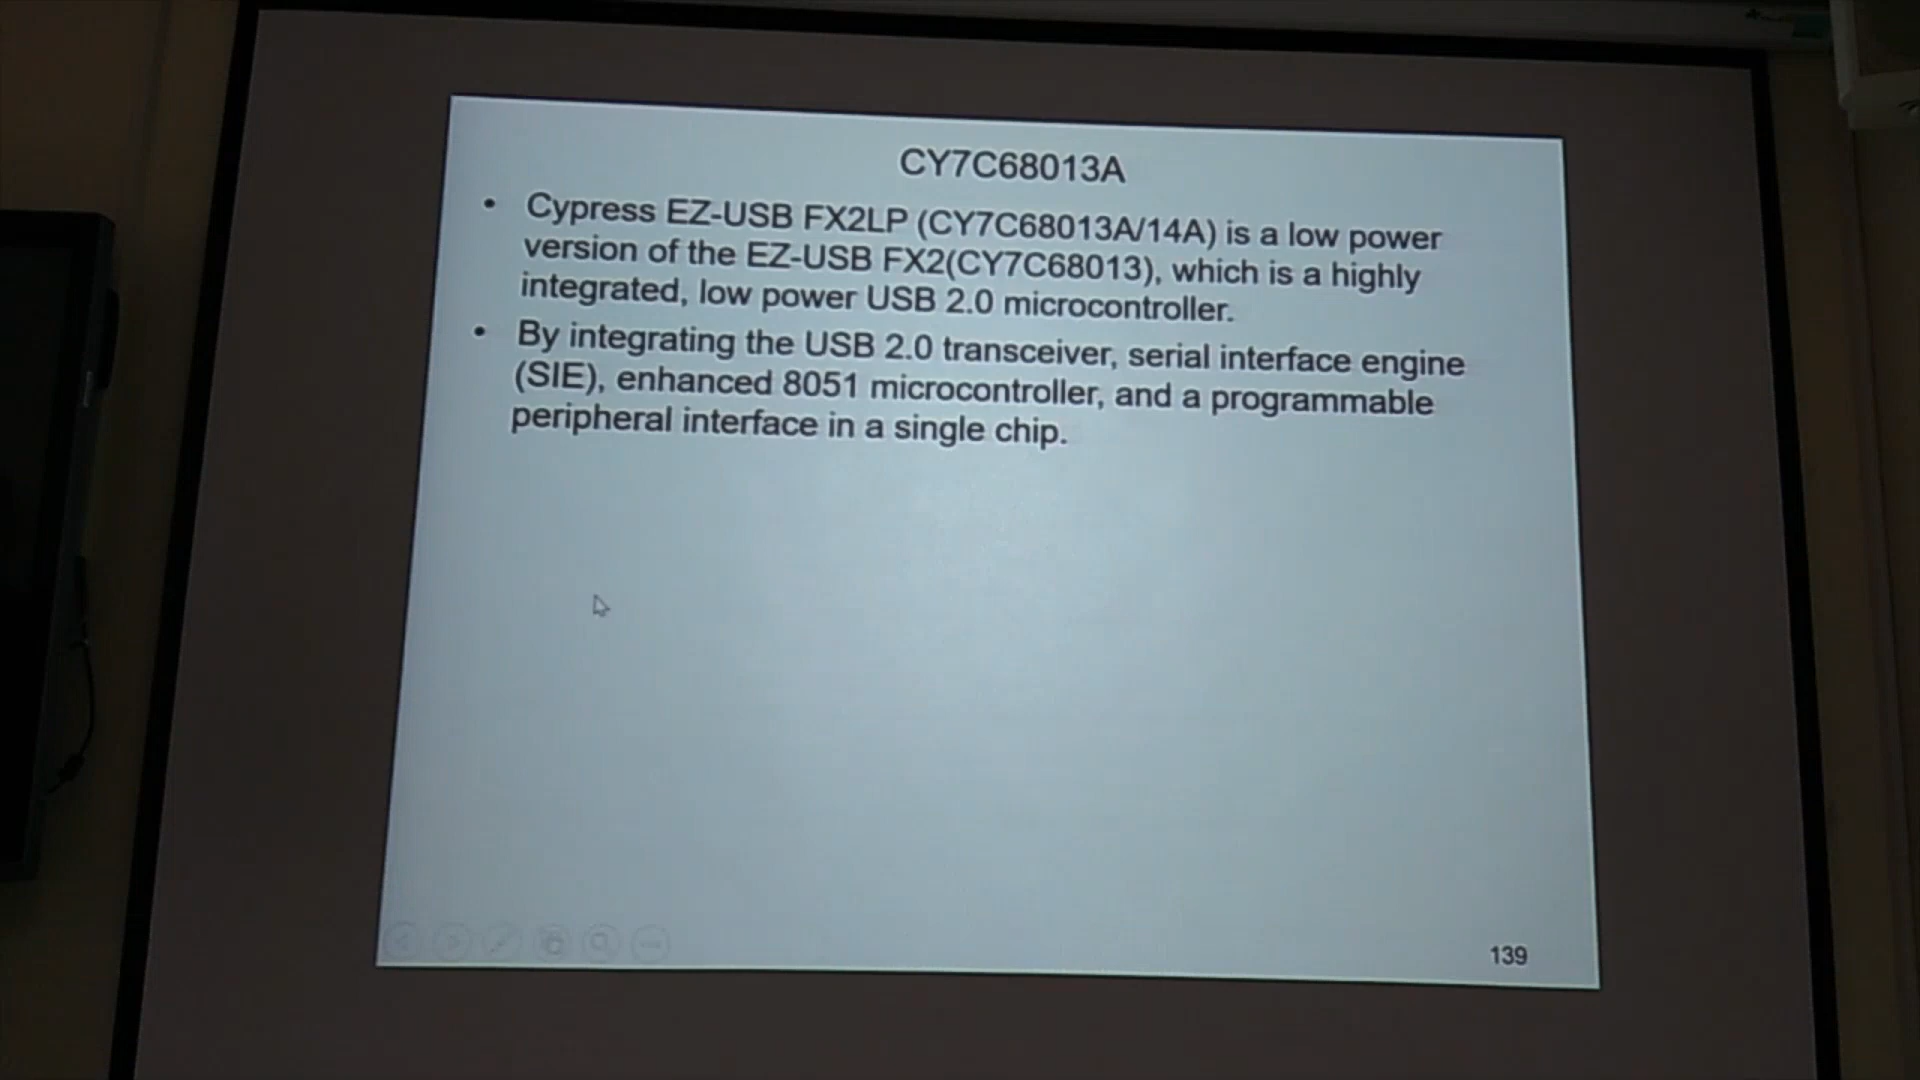 CY7C68013A
• Cypress EZ-USB FX2LP (CY7C68013A/14A) is a low power
version of the EZ-USB FX2(CY7C68013), which is a highly
integrated, low power USB 2.0 microcontroller.
• By integrating the USB 2.0 transceiver, serial interface engine
(SIE), enhanced 8051 microcontroller, and a programmable
peripheral interface in a single chip.
139